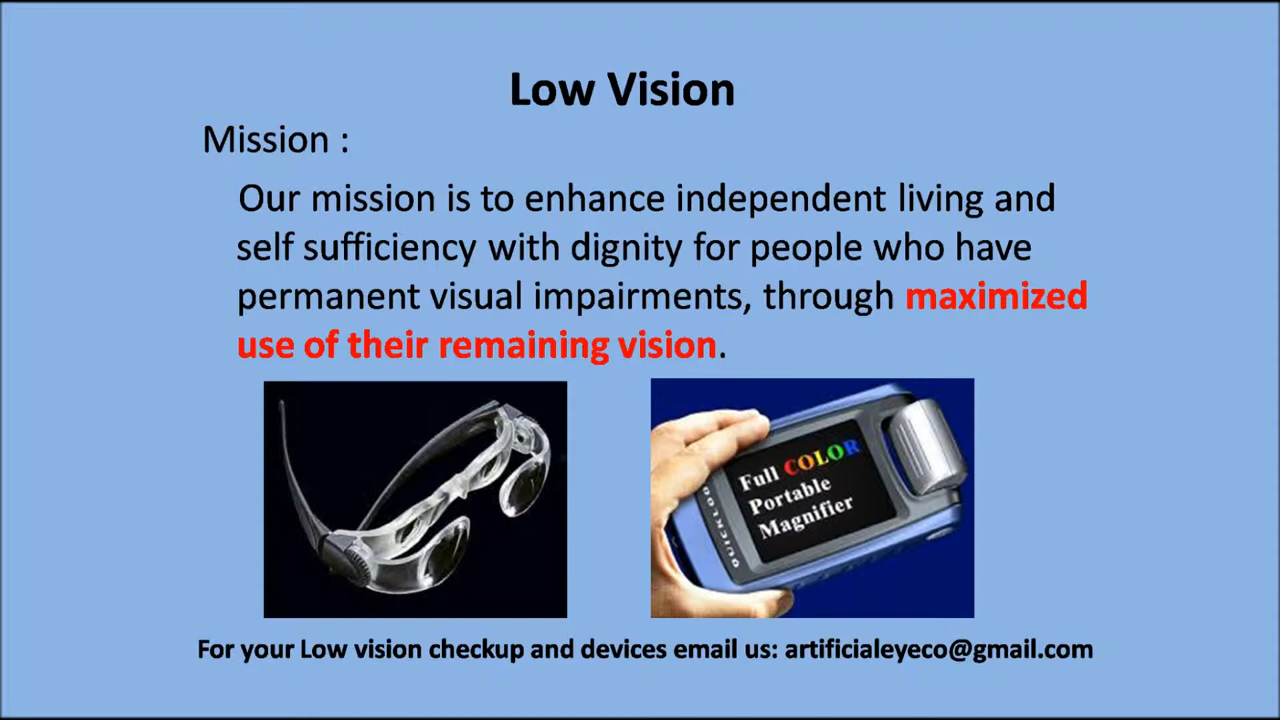 Low Vision
Mission :
Our mission is to enhance independent living and
self sufficiency with dignity for people who have
permanent visual impairments, through maximized
use of their remaining vision.
Full COLOR
Portable
Magnifier
QUICKLOOK
For your Low vision checkup and devices email us: artificialeyeco@gmail.com